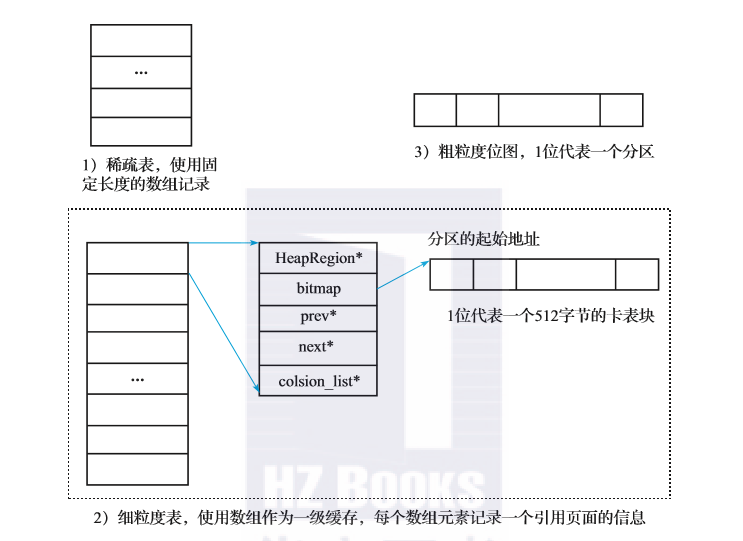 ...
1）稀疏表，使用固
定长度的数组记录
3）粗粒度位图，1位代表一个分区
分区的起始地址
HeapRegion*
bitmap
prev*
next*
colsion_list*
1位代表一个512字节的卡表块
...
HZ BOOKS
2）细粒度表，使用数组作为一级缓存，每个数组元素记录一个引用页面的信息